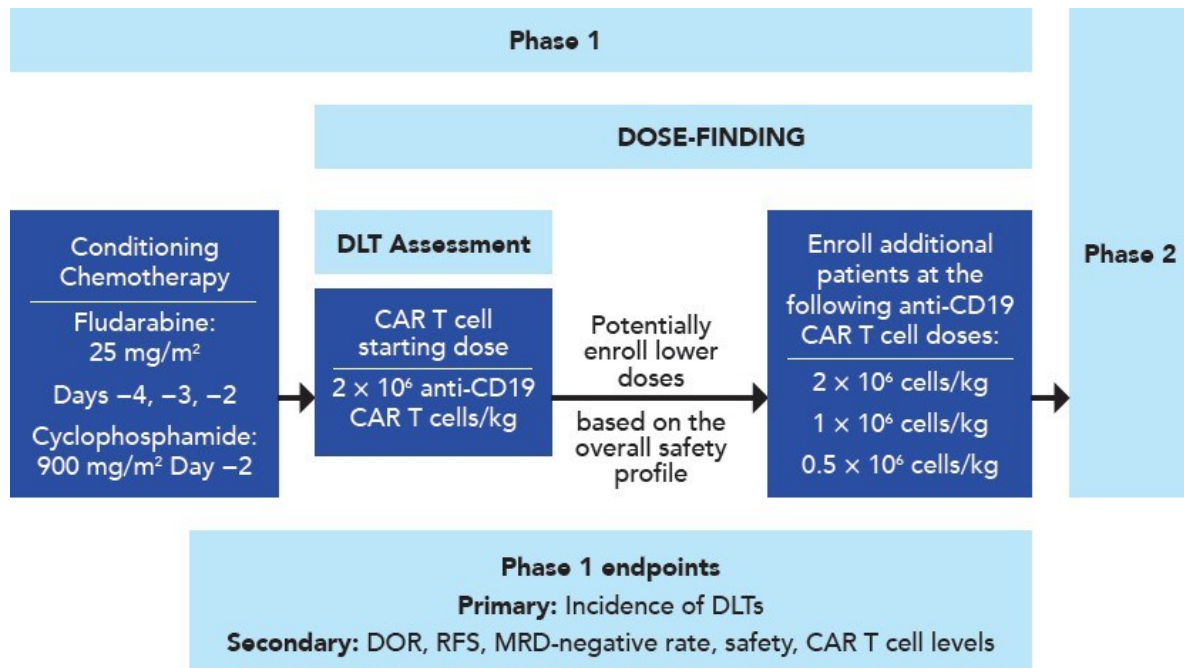 Phase 1
DOSE-FINDING
Conditioning
Chemotherapy
Fludarabine:
25 mg/m²
Days −4, −3, −2
Cyclophosphamide:
900 mg/m² Day −2
DLT Assessment
CAR T cell
starting dose
2 × 10⁶ anti-CD19
CAR T cells/kg
Potentially
enroll lower
doses
based on the
overall safety
profile
Enroll additional
patients at the
following anti-CD19
CAR T cell doses:
2 × 10⁶ cells/kg
1 × 10⁶ cells/kg
0.5 × 10⁶ cells/kg
Phase 2
Phase 1 endpoints
Primary: Incidence of DLTs
Secondary: DOR, RFS, MRD-negative rate, safety, CAR T cell levels